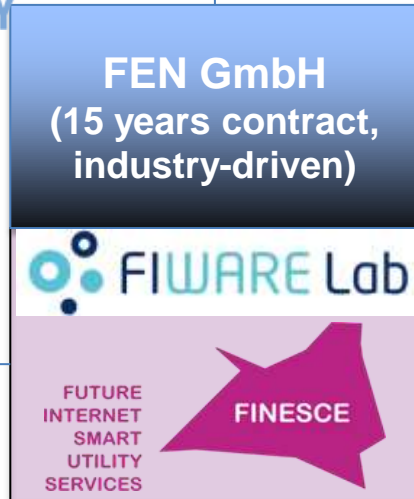 FEN GmbH
(15 years contract,
industry-driven)
FIWARE Lab
FUTURE
INTERNET
SMART
UTILITY
SERVICES
FINESCE